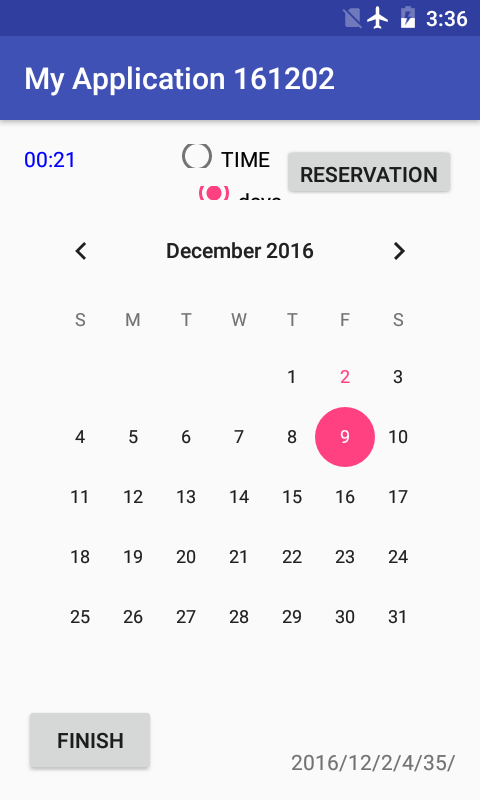 3:36
My Application 161202
00:21
TIME
RESERVATION
days
December 2016
S M T W T F S
1 2 3
4 5 6 7 8 9 10
11 12 13 14 15 16 17
18 19 20 21 22 23 24
25 26 27 28 29 30 31
FINISH
2016/12/2/4/35/